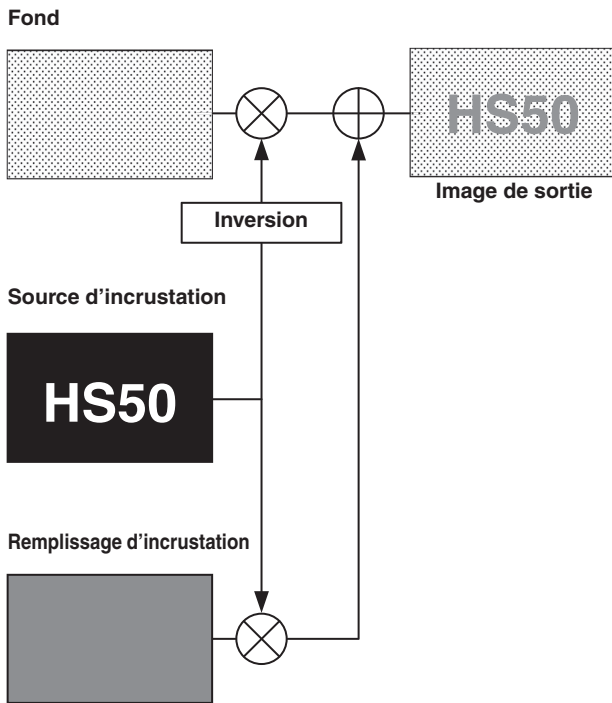 Fond
HS50
Image de sortie
Inversion
Source d’incrustation
HS50
Remplissage d’incrustation